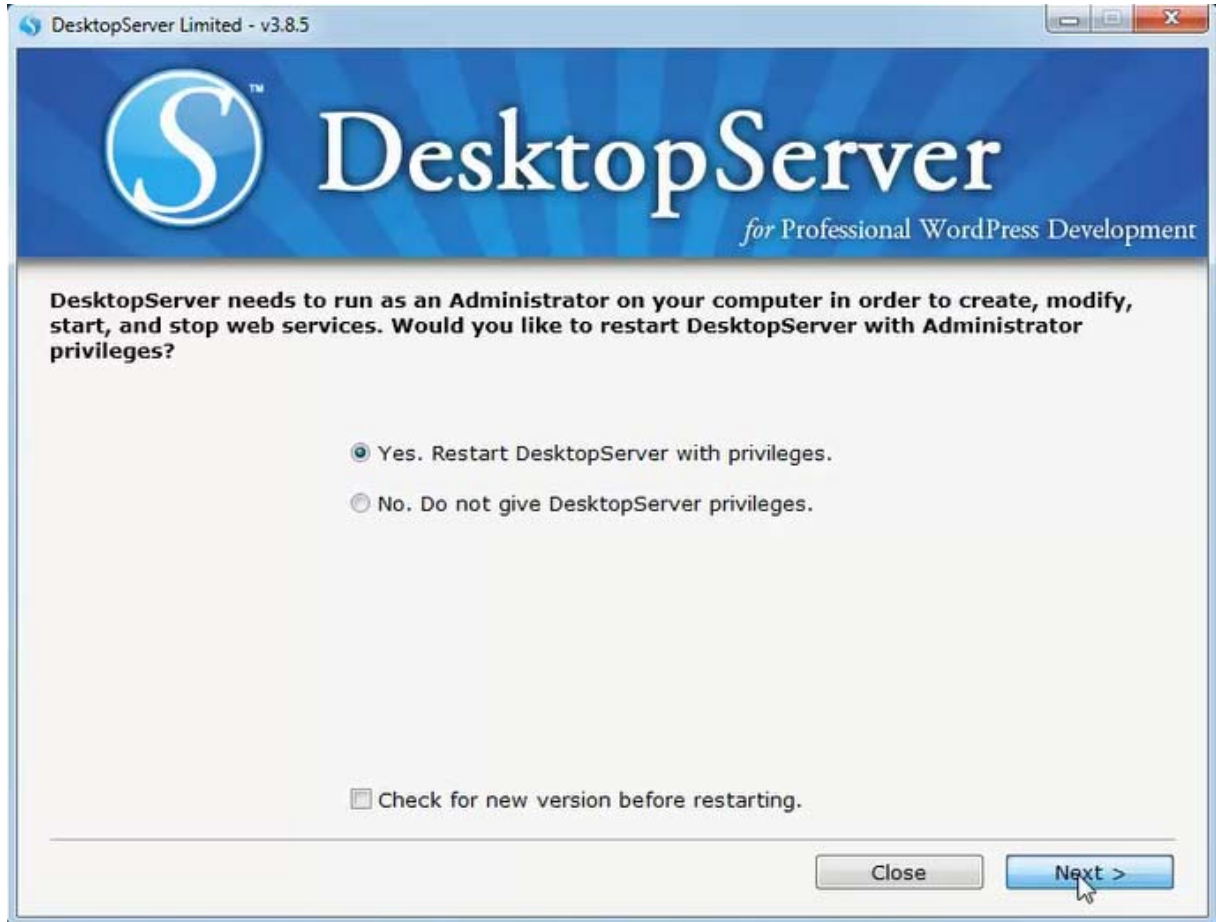 DesktopServer Limited - v3.8.5
S™
DesktopServer
for Professional WordPress Development
DesktopServer needs to run as an Administrator on your computer in order to create, modify,
start, and stop web services. Would you like to restart DesktopServer with Administrator
privileges?
Yes. Restart DesktopServer with privileges.
No. Do not give DesktopServer privileges.
Check for new version before restarting.
Close
Next >